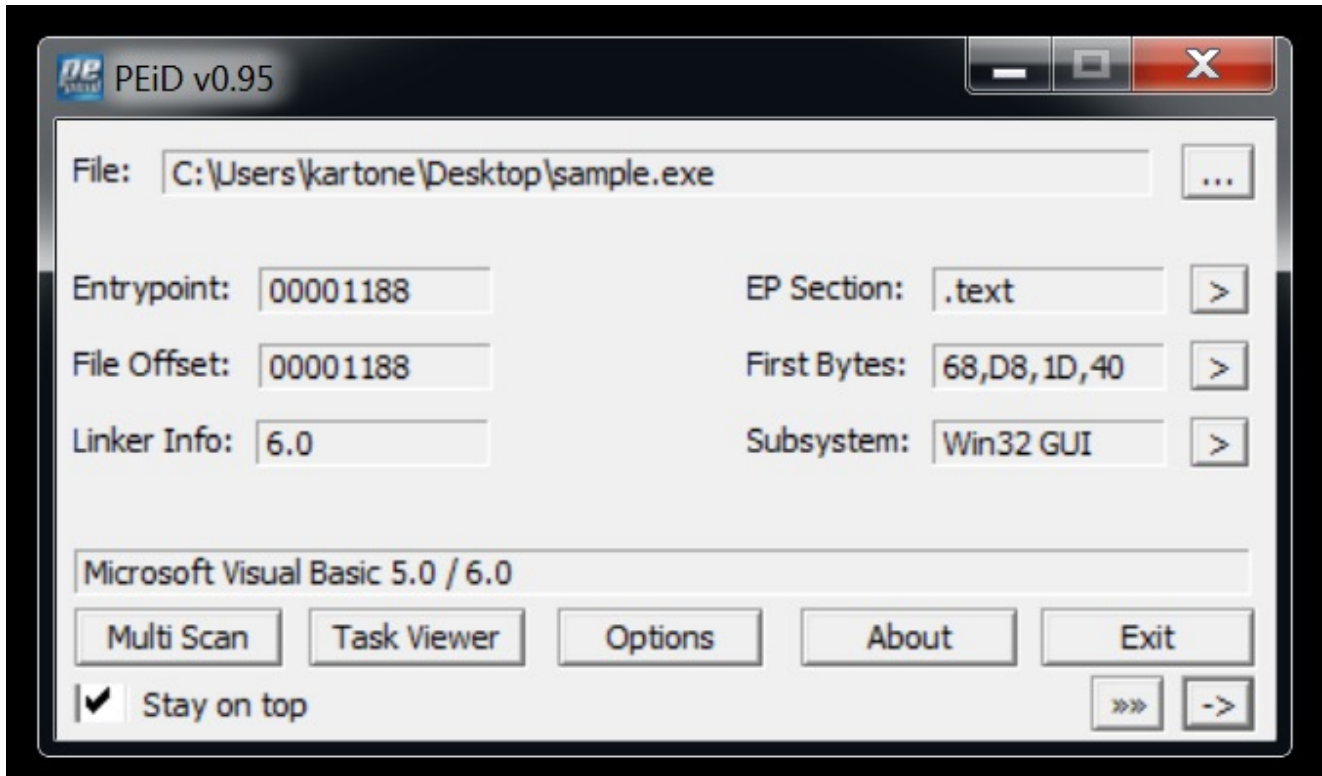 PEiD v0.95
File: C:\Users\kartone\Desktop\sample.exe ...
Entrypoint: 00001188 EP Section: .text >
File Offset: 00001188 First Bytes: 68,D8,1D,40 >
Linker Info: 6.0 Subsystem: Win32 GUI >
Microsoft Visual Basic 5.0 / 6.0
Multi Scan Task Viewer Options About Exit
Stay on top »» ->